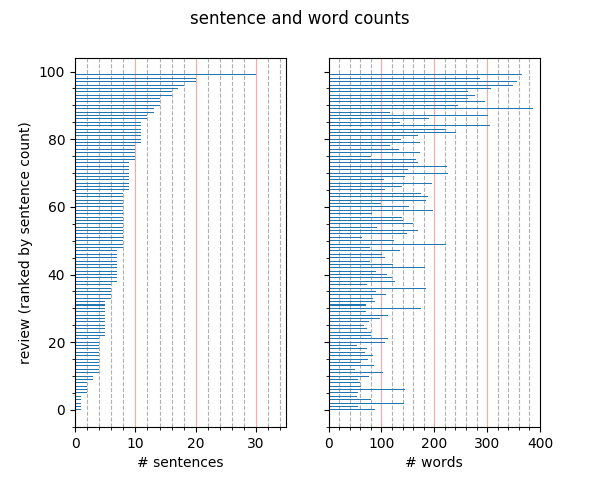 sentence and word counts
review (ranked by sentence count)
100
80
60
40
20
0
0 10 20 30
# sentences
0 100 200 300 400
# words